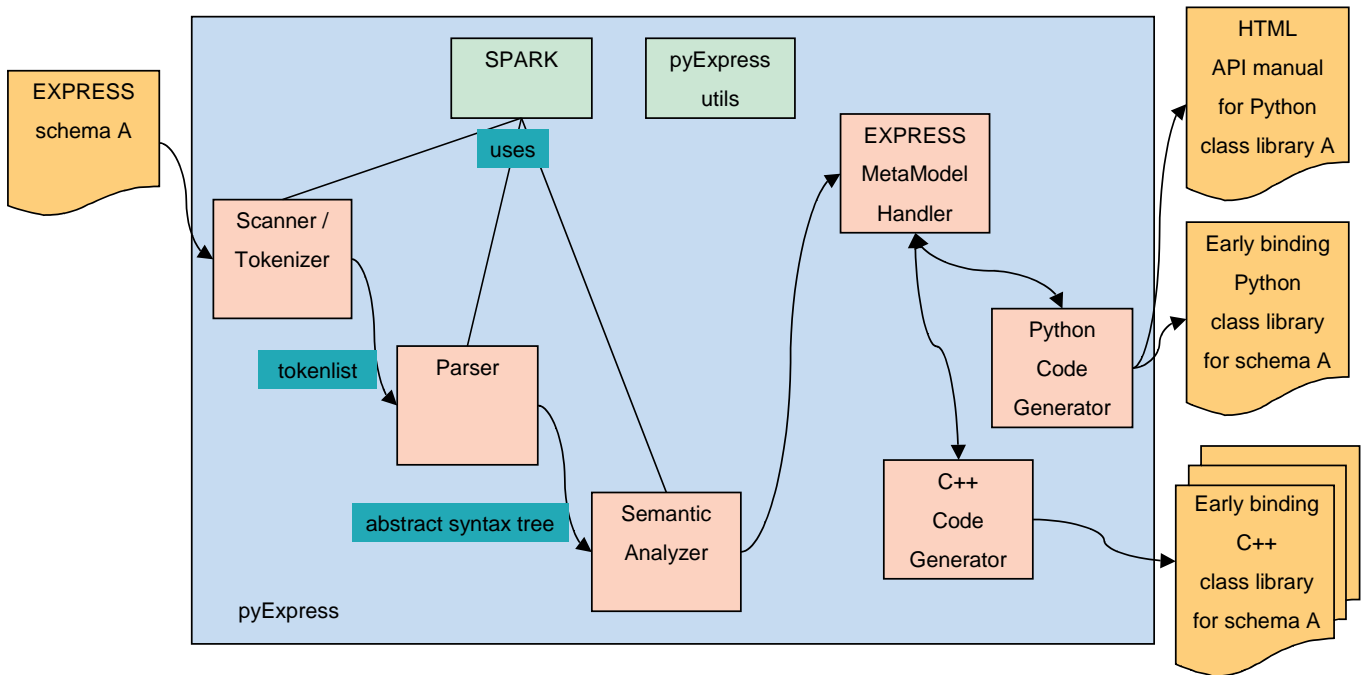 EXPRESS
schema A
SPARK
pyExpress
utils
uses
Scanner /
Tokenizer
tokenlist
Parser
abstract syntax tree
Semantic
Analyzer
EXPRESS
MetaModel
Handler
Python
Code
Generator
C++
Code
Generator
pyExpress
HTML
API manual
for Python
class library A
Early binding
Python
class library
for schema A
Early binding
C++
class library
for schema A